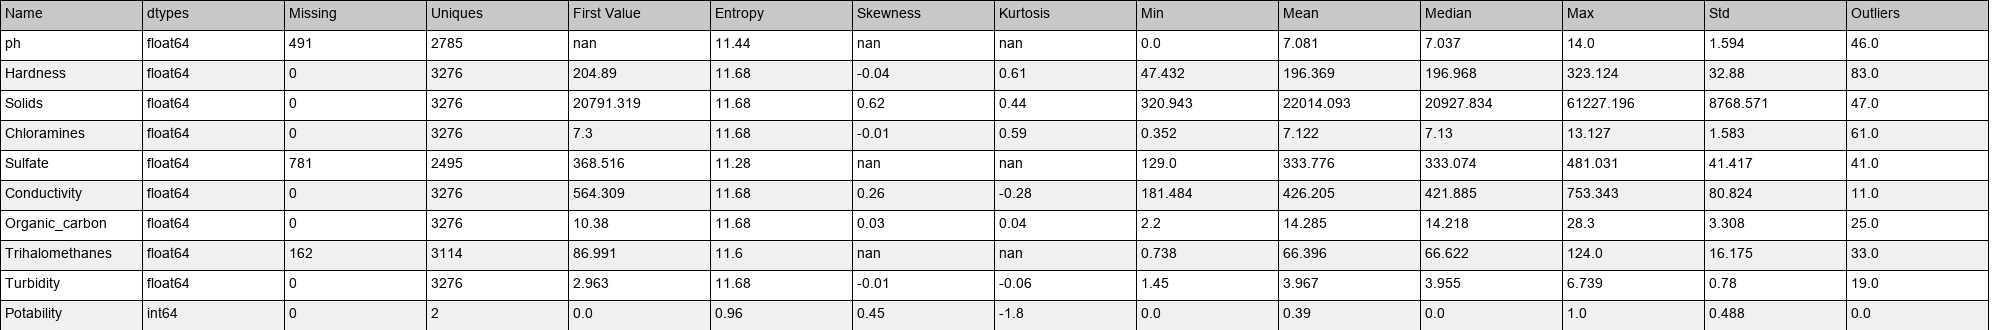 Name dtypes Missing Uniques First Value Entropy Skewness Kurtosis Min Mean Median Max Std Outliers
ph float64 491 2785 nan 11.44 nan nan 0.0 7.081 7.037 14.0 1.594 46.0
Hardness float64 0 3276 204.89 11.68 -0.04 0.61 47.432 196.369 196.968 323.124 32.88 83.0
Solids float64 0 3276 20791.319 11.68 0.62 0.44 320.943 22014.093 20927.834 61227.196 8768.571 47.0
Chloramines float64 0 3276 7.3 11.68 -0.01 0.59 0.352 7.122 7.13 13.127 1.583 61.0
Sulfate float64 781 2495 368.516 11.28 nan nan 129.0 333.776 333.074 481.031 41.417 41.0
Conductivity float64 0 3276 564.309 11.68 0.26 -0.28 181.484 426.205 421.885 753.343 80.824 11.0
Organic_carbon float64 0 3276 10.38 11.68 0.03 0.04 2.2 14.285 14.218 28.3 3.308 25.0
Trihalomethanes float64 162 3114 86.991 11.6 nan nan 0.738 66.396 66.622 124.0 16.175 33.0
Turbidity float64 0 3276 2.963 11.68 -0.01 -0.06 1.45 3.967 3.955 6.739 0.78 19.0
Potability int64 0 2 0.0 0.96 0.45 -1.8 0.0 0.39 0.0 1.0 0.488 0.0